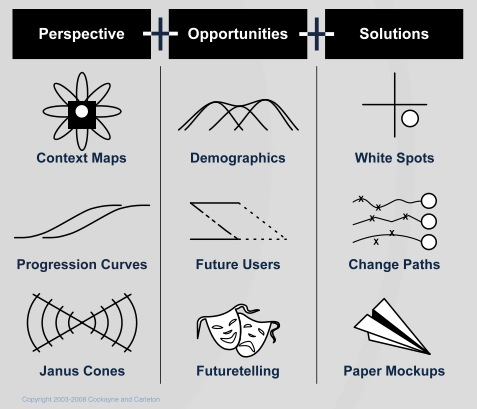 Perspective
Opportunities
Solutions
Context Maps
Demographics
White Spots
Progression Curves
Future Users
Change Paths
Janus Cones
Futuretelling
Paper Mockups
Copyright 2003-2008 Cockayne and Carleton